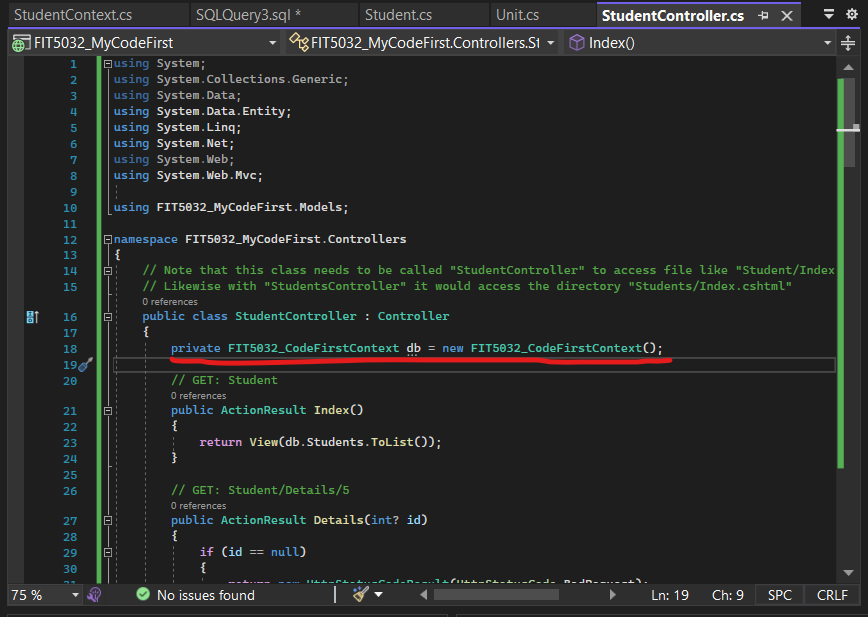 StudentContext.cs
SQLQuery3.sql *
Student.cs
Unit.cs
StudentController.cs
FIT5032_MyCodeFirst
FIT5032_MyCodeFirst.Controllers.St
Index()
1 using System;
2 using System.Collections.Generic;
3 using System.Data;
4 using System.Data.Entity;
5 using System.Linq;
6 using System.Net;
7 using System.Web;
8 using System.Web.Mvc;
9
10 using FIT5032_MyCodeFirst.Models;
11
12 namespace FIT5032_MyCodeFirst.Controllers
13 {
14 // Note that this class needs to be called "StudentController" to access file like "Student/Index
15 // Likewise with "StudentsController" it would access the directory "Students/Index.cshtml"
0 references
16 public class StudentController : Controller
17 {
18 private FIT5032_CodeFirstContext db = new FIT5032_CodeFirstContext();
19
20 // GET: Student
0 references
21 public ActionResult Index()
22 {
23 return View(db.Students.ToList());
24 }
25
26 // GET: Student/Details/5
0 references
27 public ActionResult Details(int? id)
28 {
29 if (id == null)
30 {
31 return new HttpStatusCodeResult(HttpStatusCode.BadRequest);
75 %
No issues found
Ln: 19
Ch: 9
SPC
CRLF